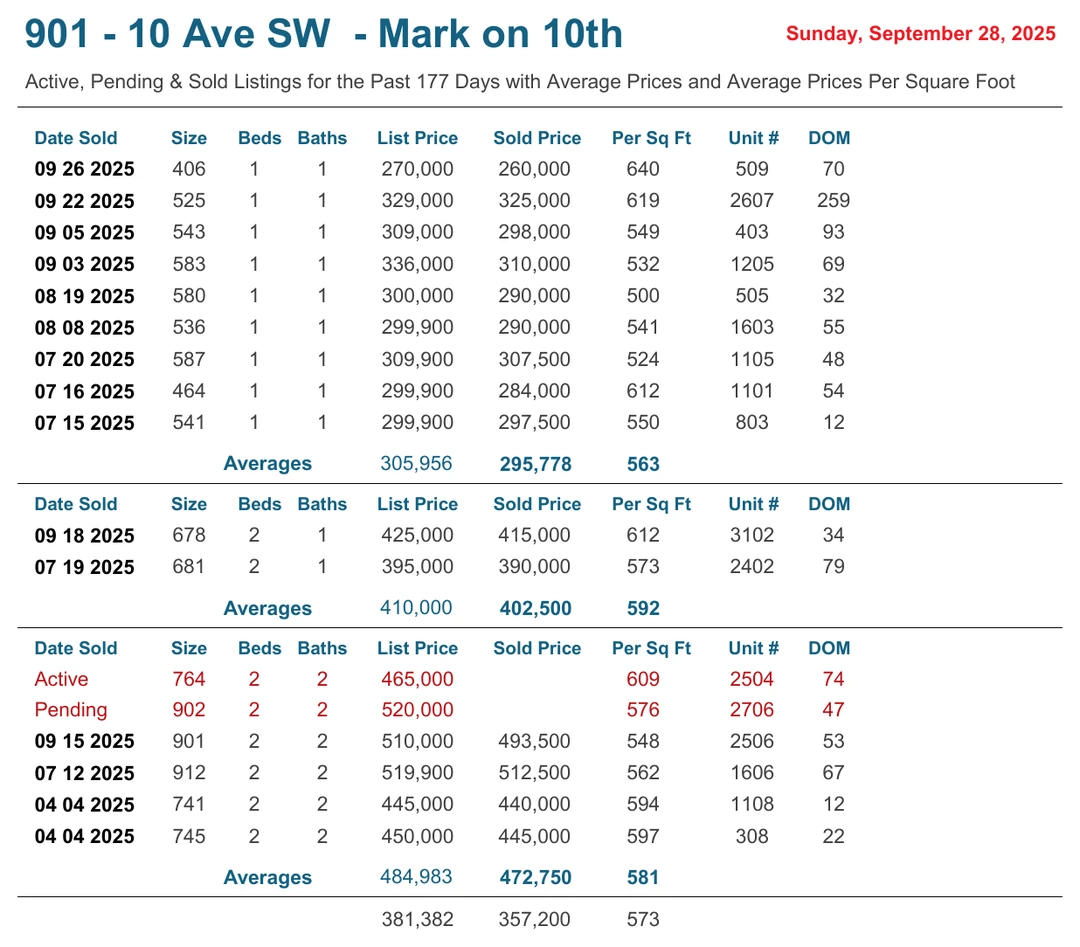 901 - 10 Ave SW - Mark on 10th
Sunday, September 28, 2025
Active, Pending & Sold Listings for the Past 177 Days with Average Prices and Average Prices Per Square Foot
Date Sold Size Beds Baths List Price Sold Price Per Sq Ft Unit # DOM
09 26 2025 406 1 1 270,000 260,000 640 509 70
09 22 2025 525 1 1 329,000 325,000 619 2607 259
09 05 2025 543 1 1 309,000 298,000 549 403 93
09 03 2025 583 1 1 336,000 310,000 532 1205 69
08 19 2025 580 1 1 300,000 290,000 500 505 32
08 08 2025 536 1 1 299,900 290,000 541 1603 55
07 20 2025 587 1 1 309,900 307,500 524 1105 48
07 16 2025 464 1 1 299,900 284,000 612 1101 54
07 15 2025 541 1 1 299,900 297,500 550 803 12
Averages 305,956 295,778 563
Date Sold Size Beds Baths List Price Sold Price Per Sq Ft Unit # DOM
09 18 2025 678 2 1 425,000 415,000 612 3102 34
07 19 2025 681 2 1 395,000 390,000 573 2402 79
Averages 410,000 402,500 592
Date Sold Size Beds Baths List Price Sold Price Per Sq Ft Unit # DOM
Active 764 2 2 465,000 609 2504 74
Pending 902 2 2 520,000 576 2706 47
09 15 2025 901 2 2 510,000 493,500 548 2506 53
07 12 2025 912 2 2 519,900 512,500 562 1606 67
04 04 2025 741 2 2 445,000 440,000 594 1108 12
04 04 2025 745 2 2 450,000 445,000 597 308 22
Averages 484,983 472,750 581
381,382 357,200 573